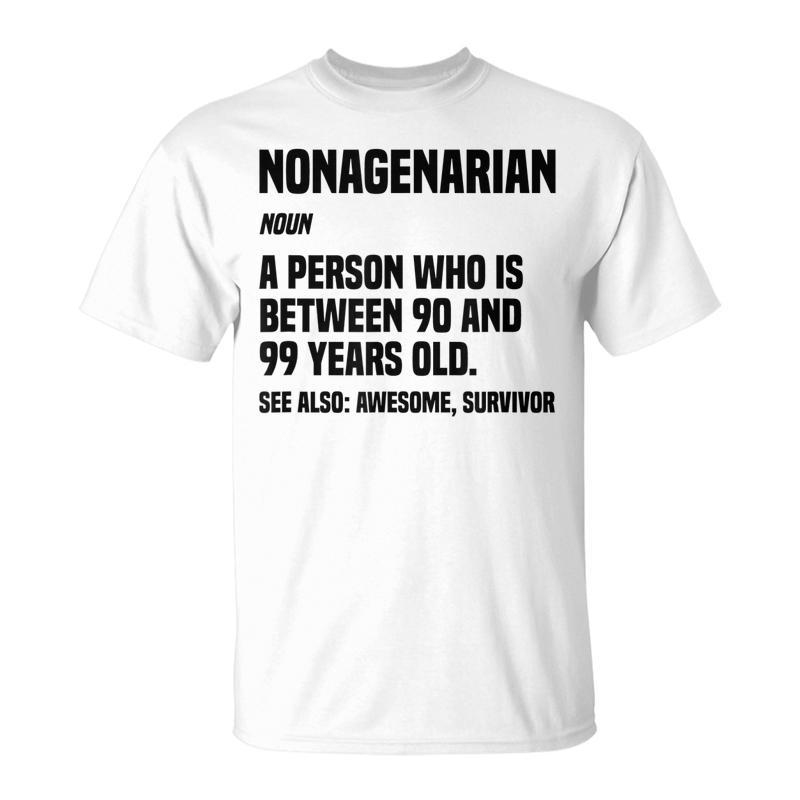 NONAGENARIAN
NOUN
A PERSON WHO IS
BETWEEN 90 AND
99 YEARS OLD.
SEE ALSO: AWESOME, SURVIVOR